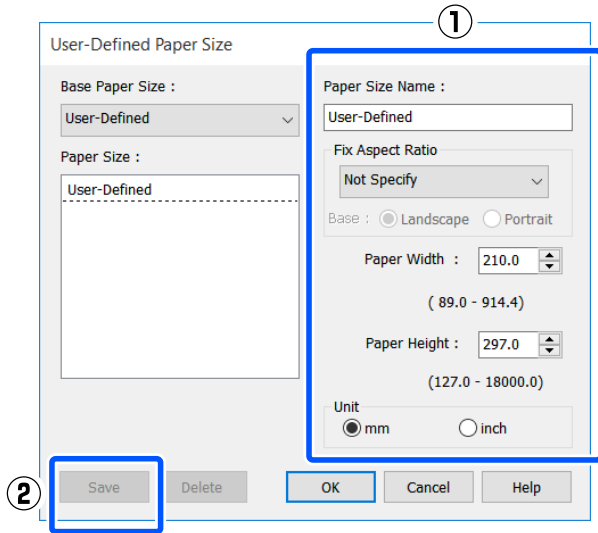 ①
User-Defined Paper Size
Base Paper Size :
User-Defined
Paper Size :
User-Defined
Paper Size Name :
User-Defined
Fix Aspect Ratio
Not Specify
Base : Landscape Portrait
Paper Width : 210.0
( 89.0 - 914.4)
Paper Height : 297.0
(127.0 - 18000.0)
Unit
mm inch
②
Save Delete OK Cancel Help